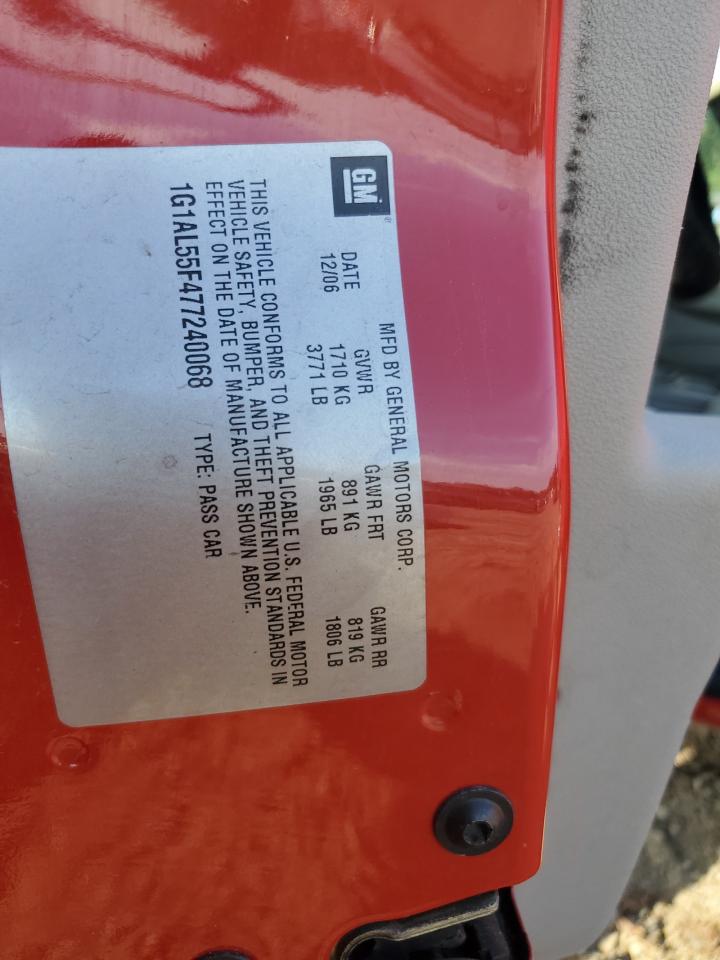 GM
MFD BY GENERAL MOTORS CORP.
DATE GVWR GAWR FRT GAWR RR
12/06 1710 KG 891 KG 819 KG
3771 LB 1965 LB 1806 LB
THIS VEHICLE CONFORMS TO ALL APPLICABLE U.S. FEDERAL MOTOR
VEHICLE SAFETY, BUMPER, AND THEFT PREVENTION STANDARDS IN
EFFECT ON THE DATE OF MANUFACTURE SHOWN ABOVE.
1G1AL55F477240068 TYPE: PASS CAR